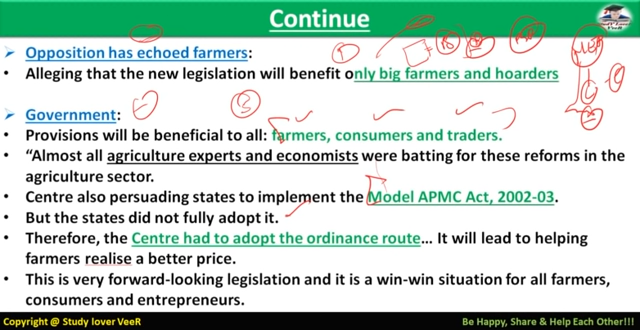 Continue
Opposition has echoed farmers:
Alleging that the new legislation will benefit only big farmers and hoarders
Government:
Provisions will be beneficial to all: farmers, consumers and traders.
“Almost all agriculture experts and economists were batting for these reforms in the
agriculture sector.
Centre also persuading states to implement the Model APMC Act, 2002-03.
But the states did not fully adopt it.
Therefore, the Centre had to adopt the ordinance route… It will lead to helping
farmers realise a better price.
This is very forward-looking legislation and it is a win-win situation for all farmers,
consumers and entrepreneurs.
Copyright @ Study lover VeeR
Be Happy, Share & Help Each Other!!!